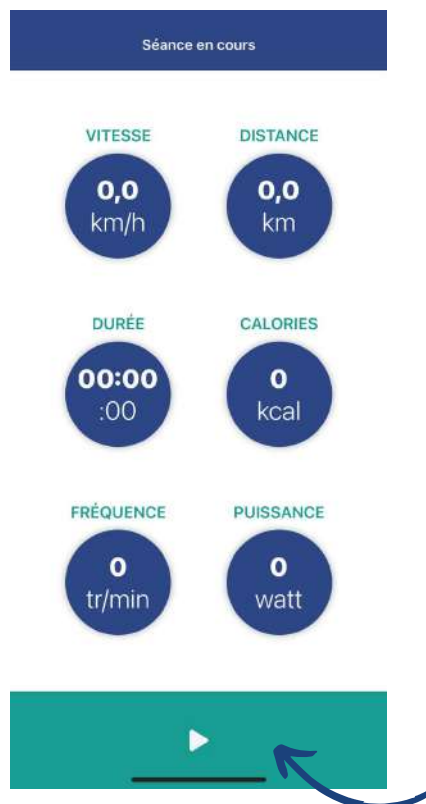 Séance en cours
VITESSE
0,0
km/h
DISTANCE
0,0
km
DURÉE
00:00
:00
CALORIES
0
kcal
FRÉQUENCE
0
tr/min
PUISSANCE
0
watt